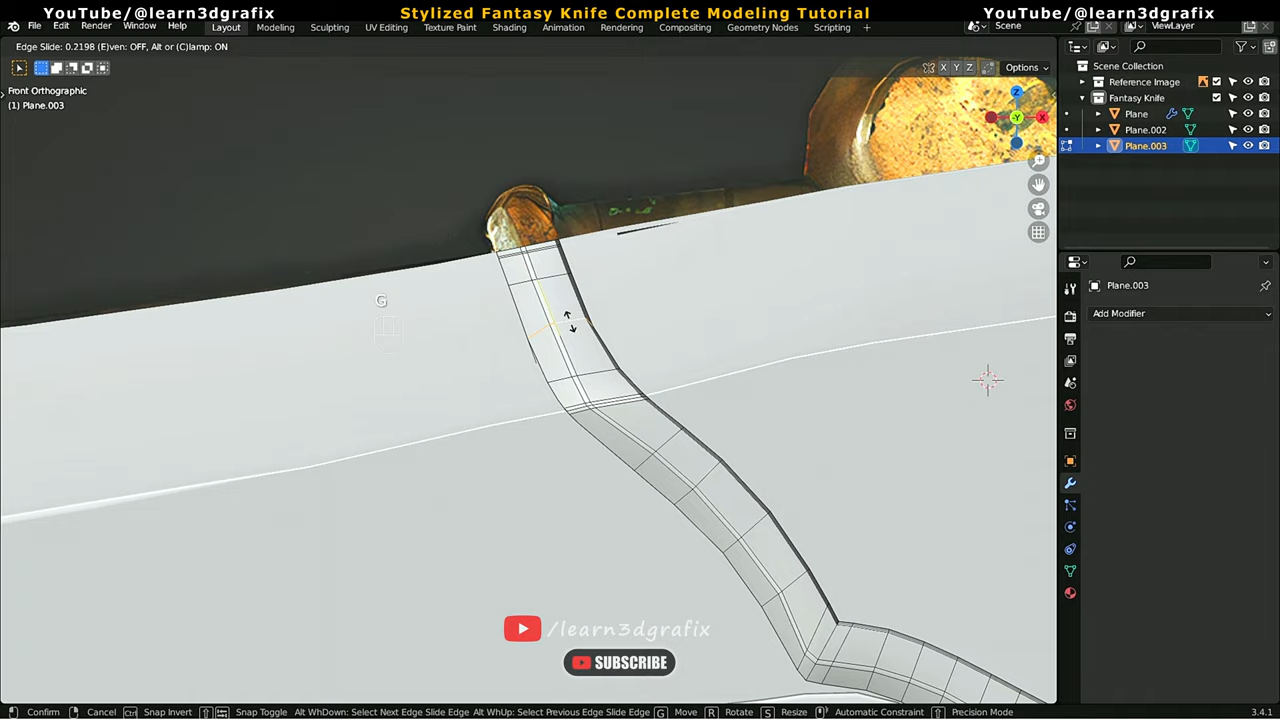 YouTube/@learn3dgrafix
Stylized Fantasy Knife Complete Modeling Tutorial
YouTube/@learn3dgrafix
File Edit Render Window Help
Layout Modeling Sculpting UV Editing Texture Paint Shading Animation Rendering Compositing Geometry Nodes Scripting +
Scene
ViewLayer
Edge Slide: 0.2198 (E)ven: OFF, Alt or (C)lamp: ON
X Y Z
Options
Front Orthographic
(1) Plane.003
Z
-Y
X
Scene Collection
Reference Image
Fantasy Knife
Plane
Plane.002
Plane.003
Plane.003
Add Modifier
G
/learn3dgrafix
SUBSCRIBE
Confirm Cancel Ctrl Snap Invert Snap Toggle Alt WhDown: Select Next Edge Slide Edge Alt WhUp: Select Previous Edge Slide Edge G Move R Rotate S Resize Automatic Constraint Precision Mode
3.4.1